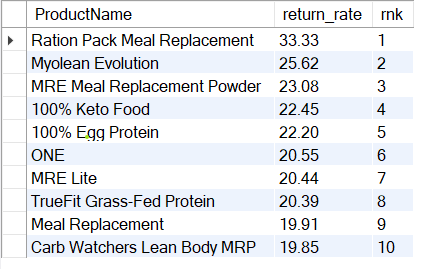 ProductName return_rate rnk
Ration Pack Meal Replacement 33.33 1
Myolean Evolution 25.62 2
MRE Meal Replacement Powder 23.08 3
100% Keto Food 22.45 4
100% Egg Protein 22.20 5
ONE 20.55 6
MRE Lite 20.44 7
TrueFit Grass-Fed Protein 20.39 8
Meal Replacement 19.91 9
Carb Watchers Lean Body MRP 19.85 10